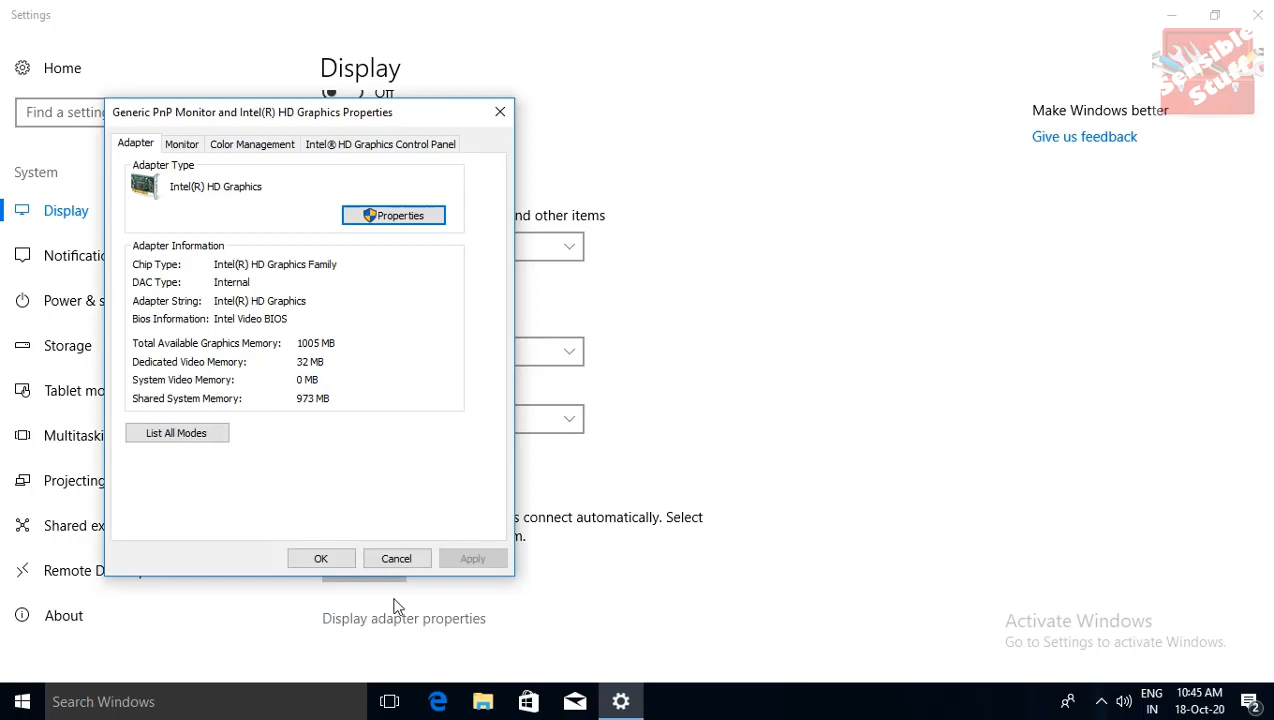 Settings
Sensible
Stuff
Home
Display
Off
Find a settin
Make Windows better
Give us feedback
System
Display
Notificatio
Power & s
Storage
Tablet mo
Multitaski
Projecting
Shared ex
Remote D
About
Generic PnP Monitor and Intel(R) HD Graphics Properties
Adapter
Monitor
Color Management
Intel® HD Graphics Control Panel
Adapter Type
Intel(R) HD Graphics
Properties
Adapter Information
Chip Type: Intel(R) HD Graphics Family
DAC Type: Internal
Adapter String: Intel(R) HD Graphics
Bios Information: Intel Video BIOS
Total Available Graphics Memory: 1005 MB
Dedicated Video Memory: 32 MB
System Video Memory: 0 MB
Shared System Memory: 973 MB
List All Modes
OK
Cancel
Apply
nd other items
s connect automatically. Select
m.
Display adapter properties
Activate Windows
Go to Settings to activate Windows.
Search Windows
ENG
IN
10:45 AM
18-Oct-20
2